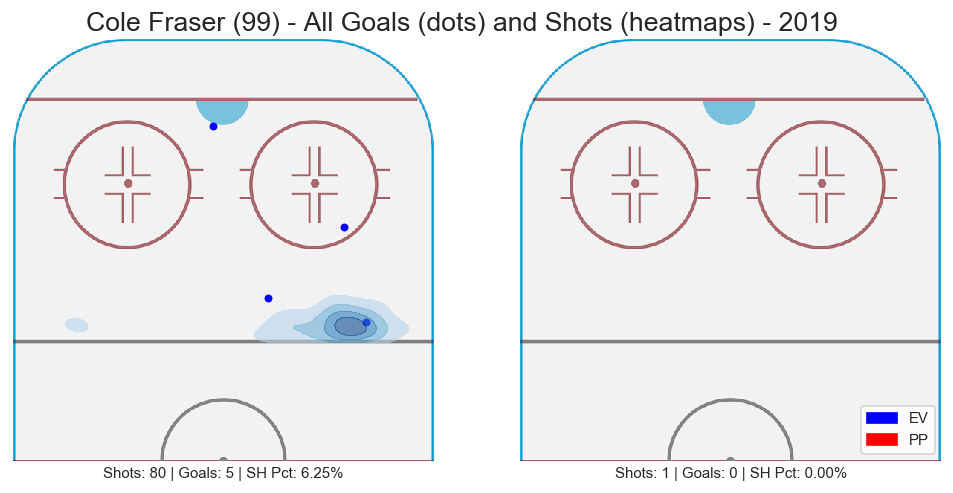 Cole Fraser (99) - All Goals (dots) and Shots (heatmaps) - 2019
EV
PP
Shots: 80 | Goals: 5 | SH Pct: 6.25%
Shots: 1 | Goals: 0 | SH Pct: 0.00%